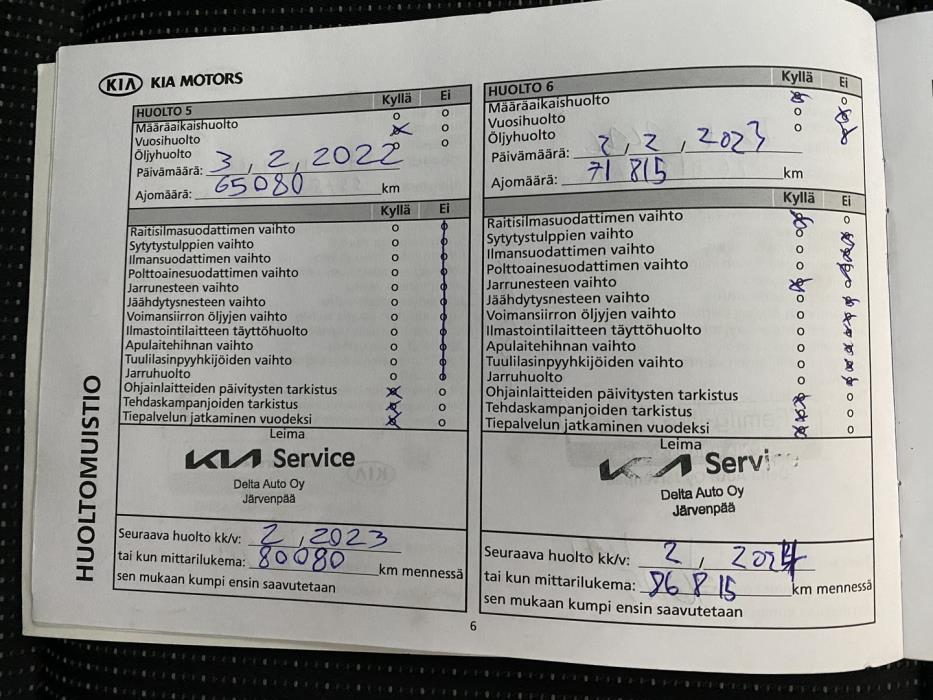 KIA KIA MOTORS
HUOLTO 5 Kyllä Ei
Määräaikaishuolto
Vuosihuolto
Öljyhuolto
Päivämäärä: 3, 2, 2022
Ajomäärä: 65080 km
Kyllä Ei
Raitisilmasuodattimen vaihto
Sytytystulppien vaihto
Ilmansuodattimen vaihto
Polttoainesuodattimen vaihto
Jarrunesteen vaihto
Jäähdytysnesteen vaihto
Voimansiirron öljyjen vaihto
Ilmastointilaitteen täyttöhuolto
Apulaitehihnan vaihto
Tuulilasinpyyhkijöiden vaihto
Jarruhuolto
Ohjainlaitteiden päivitysten tarkistus
Tehdaskampanjoiden tarkistus
Tiepalvelun jatkaminen vuodeksi
Leima
KIA Service
Delta Auto Oy
Järvenpää
Seuraava huolto kk/v: 2, 2023
tai kun mittarilukema: 80080 km mennessä
sen mukaan kumpi ensin saavutetaan
HUOLTO 6 Kyllä Ei
Määräaikaishuolto
Vuosihuolto
Öljyhuolto
Päivämäärä: 2, 2, 2023
Ajomäärä: 71 815 km
Kyllä Ei
Raitisilmasuodattimen vaihto
Sytytystulppien vaihto
Ilmansuodattimen vaihto
Polttoainesuodattimen vaihto
Jarrunesteen vaihto
Jäähdytysnesteen vaihto
Voimansiirron öljyjen vaihto
Ilmastointilaitteen täyttöhuolto
Apulaitehihnan vaihto
Tuulilasinpyyhkijöiden vaihto
Jarruhuolto
Ohjainlaitteiden päivitysten tarkistus
Tehdaskampanjoiden tarkistus
Tiepalvelun jatkaminen vuodeksi
Leima
KIA Servi
Delta Auto Oy
Järvenpää
Seuraava huolto kk/v: 2, 2024
tai kun mittarilukema: 86 815 km mennessä
sen mukaan kumpi ensin saavutetaan
HUOLTOMUISTIO
6